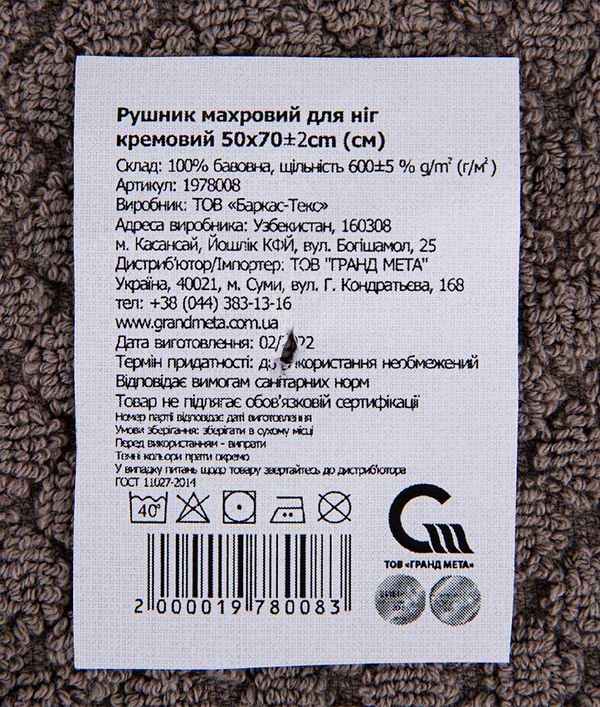 Рушник махровий для ніг
кремовий 50х70±2cm (см)
Склад: 100% бавовна, щільність 600±5 % g/m² (г/м²)
Артикул: 1978008
Виробник: ТОВ «Баркас-Текс»
Адреса виробника: Узбекистан, 160308
м. Касансай, Йошлік КФЙ, вул. Богішамол, 25
Дистриб'ютор/Імпортер: ТОВ "ГРАНД МЕТА"
Україна, 40021, м. Суми, вул. Г. Кондратьєва, 168
тел: +38 (044) 383-13-16
www.grandmeta.com.ua
Дата виготовлення:
Термін придатності: необмежений
Відповідає вимогам санітарних норм
Товар не підлягає обов'язковій сертифікації
Номер партії відповідає даті виготовлення
Умови зберігання: зберігати в сухому місці
Перед використанням - випрати
Темні кольори прати окремо
У випадку питань щодо товару звертайтесь до дистриб'ютора
ГОСТ 11027-2014
40°
ТОВ «ГРАНД МЕТА»
2 000019 780083